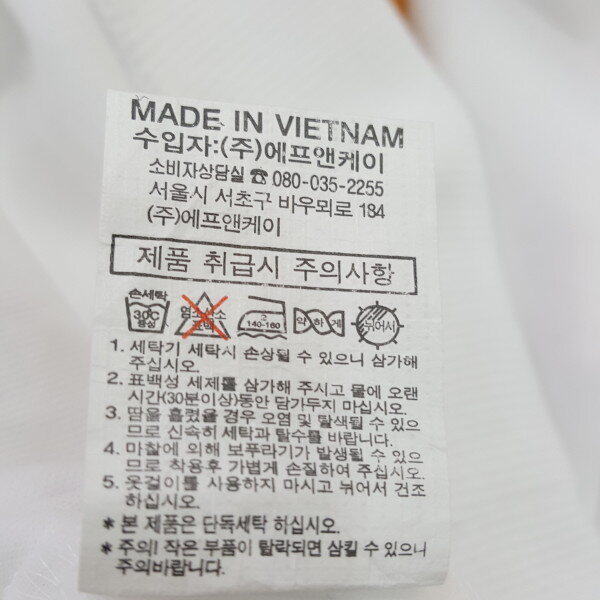 MADE IN VIETNAM
수입자:(주)에프앤케이
소비자상담실 ☎ 080-035-2255
서울시 서초구 바우뫼로 184
(주)에프앤케이
제품 취급시 주의사항
손세탁
30℃
중성
염소산소
표백
2
140-160
약하게
뉘어서
1. 세탁기 세탁시 손상될 수 있으니 삼가해
주십시오.
2. 표백성 세제를 삼가해 주시고 물에 오랜
시간(30분이상)동안 담가두지 마십시오.
3. 땀을 흘렸을 경우 오염 및 탈색될 수 있으
므로 신속히 세탁과 탈수를 바랍니다.
4. 마찰에 의해 보푸라기가 발생될 수 있으
므로 착용후 가볍게 손질하여 주십시오.
5. 옷걸이를 사용하지 마시고 뉘어서 건조
하십시오.
* 본 제품은 단독세탁 하십시오.
* 주의! 작은 부품이 탈락되면 삼킬 수 있으니
주의바랍니다.